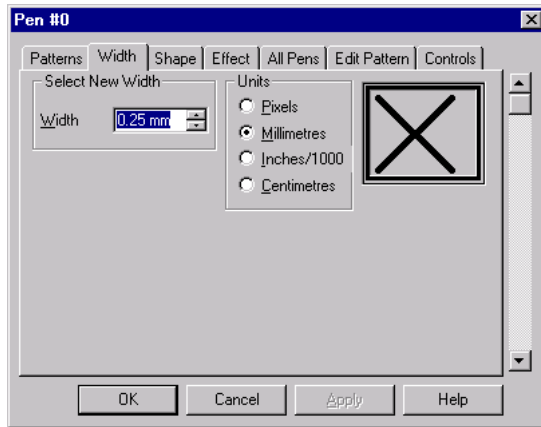 Pen #0
Patterns Width Shape Effect All Pens Edit Pattern Controls
Select New Width
Width 0.25 mm
Units
Pixels
Millimetres
Inches/1000
Centimetres
OK Cancel Apply Help